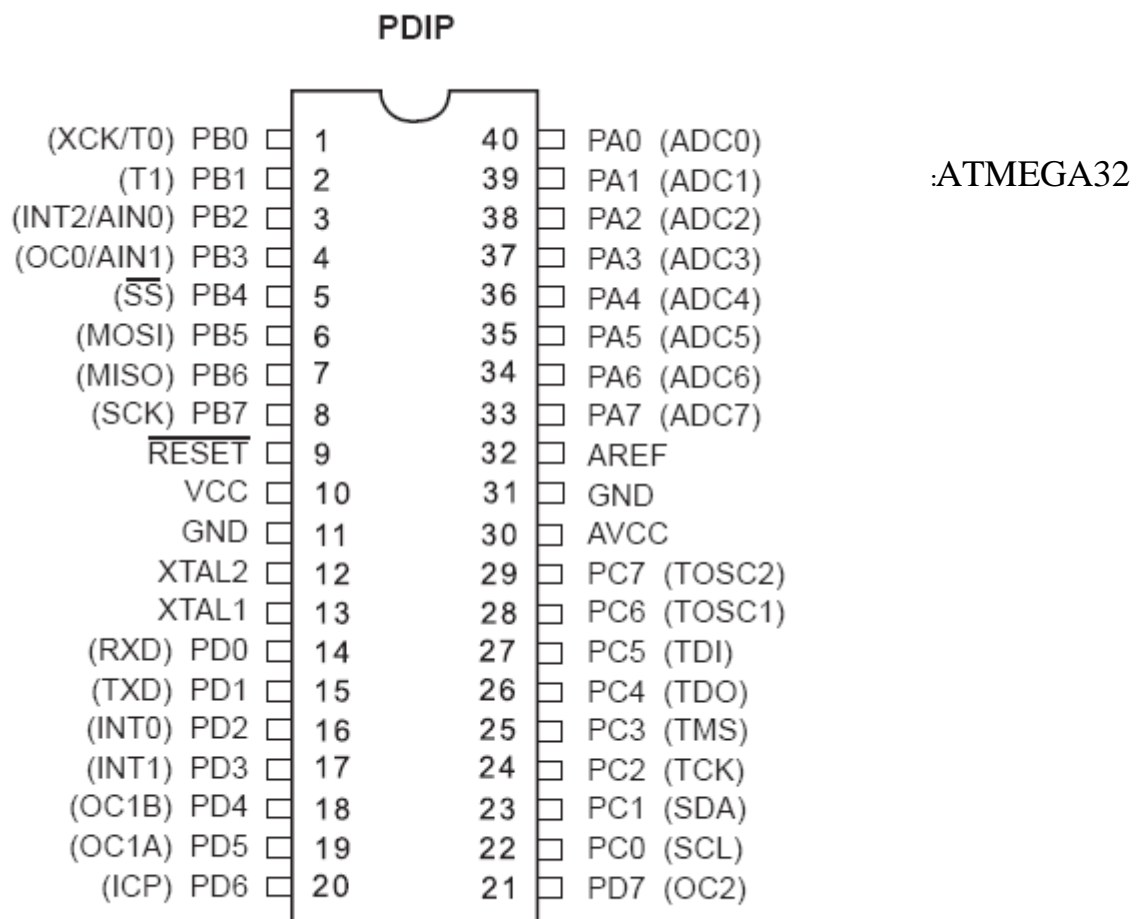 PDIP
(XCK/T0) PB0 1 40 PA0 (ADC0)
:ATMEGA32
(T1) PB1 2 39 PA1 (ADC1)
(INT2/AIN0) PB2 3 38 PA2 (ADC2)
(OC0/AIN1) PB3 4 37 PA3 (ADC3)
(S̅S̅) PB4 5 36 PA4 (ADC4)
(MOSI) PB5 6 35 PA5 (ADC5)
(MISO) PB6 7 34 PA6 (ADC6)
(SCK) PB7 8 33 PA7 (ADC7)
R̅E̅S̅E̅T̅ 9 32 AREF
VCC 10 31 GND
GND 11 30 AVCC
XTAL2 12 29 PC7 (TOSC2)
XTAL1 13 28 PC6 (TOSC1)
(RXD) PD0 14 27 PC5 (TDI)
(TXD) PD1 15 26 PC4 (TDO)
(INT0) PD2 16 25 PC3 (TMS)
(INT1) PD3 17 24 PC2 (TCK)
(OC1B) PD4 18 23 PC1 (SDA)
(OC1A) PD5 19 22 PC0 (SCL)
(ICP) PD6 20 21 PD7 (OC2)